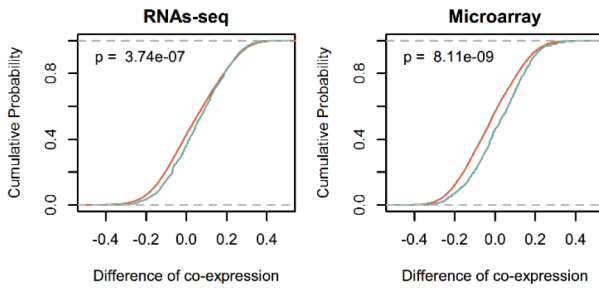 RNAs-seq
p = 3.74e-07
Cumulative Probability
0.0
0.4
0.8
-0.4 -0.2 0.0 0.2 0.4
Difference of co-expression
Microarray
p = 8.11e-09
Cumulative Probability
0.0
0.4
0.8
-0.4 -0.2 0.0 0.2 0.4
Difference of co-expression